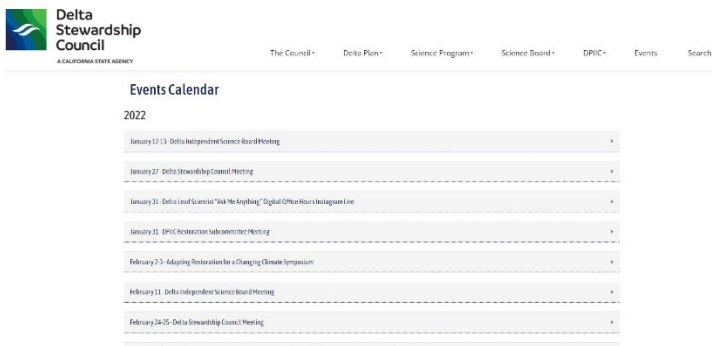 Delta
Stewardship
Council
A CALIFORNIA STATE AGENCY
The Council Delta Plan Science Program Science Board DPIIC Events Search
Events Calendar
2022
January 12-13 - Delta Independent Science Board Meeting
January 27 - Delta Stewardship Council Meeting
January 31 - Delta Lead Scientist "Ask Me Anything" Digital Office Hours Instagram Live
January 31 - DPIIC Restoration Subcommittee Meeting
February 2-3 - Adapting Restoration for a Changing Climate Symposium
February 11 - Delta Independent Science Board Meeting
February 24-25 - Delta Stewardship Council Meeting